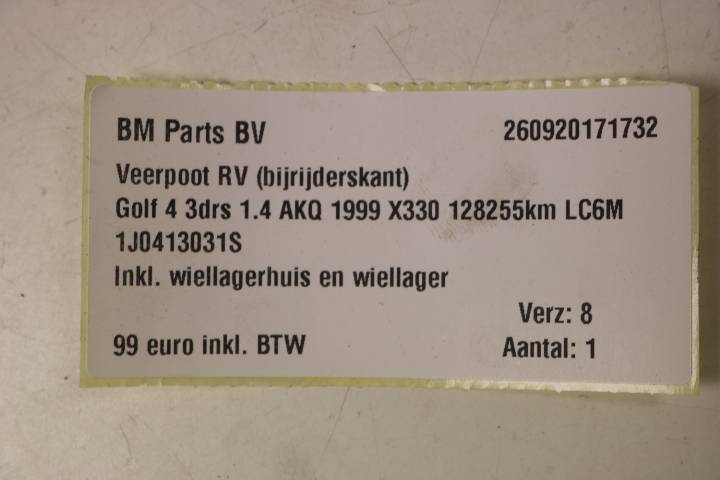 BM Parts BV 260920171732
Veerpoot RV (bijrijderskant)
Golf 4 3drs 1.4 AKQ 1999 X330 128255km LC6M
1J0413031S
Inkl. wiellagerhuis en wiellager
Verz: 8
99 euro inkl. BTW Aantal: 1